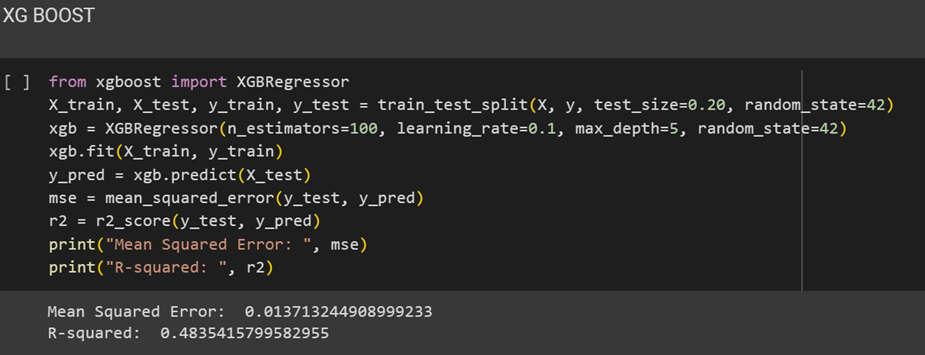 XG BOOST
[ ] from xgboost import XGBRegressor
X_train, X_test, y_train, y_test = train_test_split(X, y, test_size=0.20, random_state=42)
xgb = XGBRegressor(n_estimators=100, learning_rate=0.1, max_depth=5, random_state=42)
xgb.fit(X_train, y_train)
y_pred = xgb.predict(X_test)
mse = mean_squared_error(y_test, y_pred)
r2 = r2_score(y_test, y_pred)
print("Mean Squared Error: ", mse)
print("R-squared: ", r2)
Mean Squared Error:  0.013713244908999233
R-squared:  0.4835415799582955